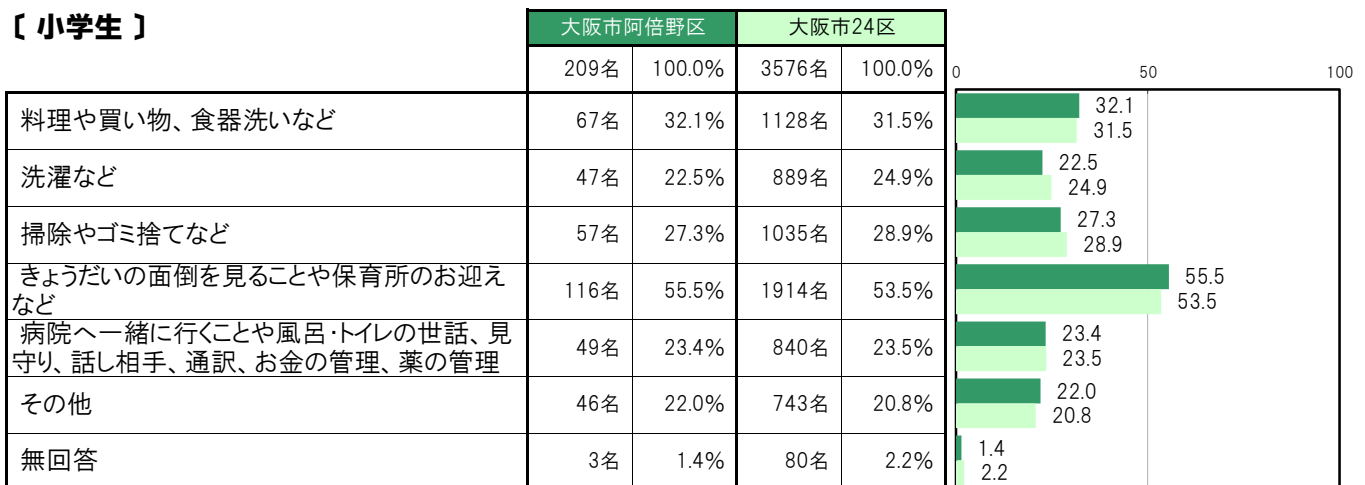 〔 小学生 〕
大阪市阿倍野区 大阪市24区
209名 100.0% 3576名 100.0% 0 50 100
料理や買い物、食器洗いなど 67名 32.1% 1128名 31.5% 32.1
31.5
洗濯など 47名 22.5% 889名 24.9% 22.5
24.9
掃除やゴミ捨てなど 57名 27.3% 1035名 28.9% 27.3
28.9
きょうだいの面倒を見ることや保育所のお迎え
など 116名 55.5% 1914名 53.5% 55.5
53.5
病院へ一緒に行くことや風呂・トイレの世話、見
守り、話し相手、通訳、お金の管理、薬の管理 49名 23.4% 840名 23.5% 23.4
23.5
その他 46名 22.0% 743名 20.8% 22.0
20.8
無回答 3名 1.4% 80名 2.2% 1.4
2.2